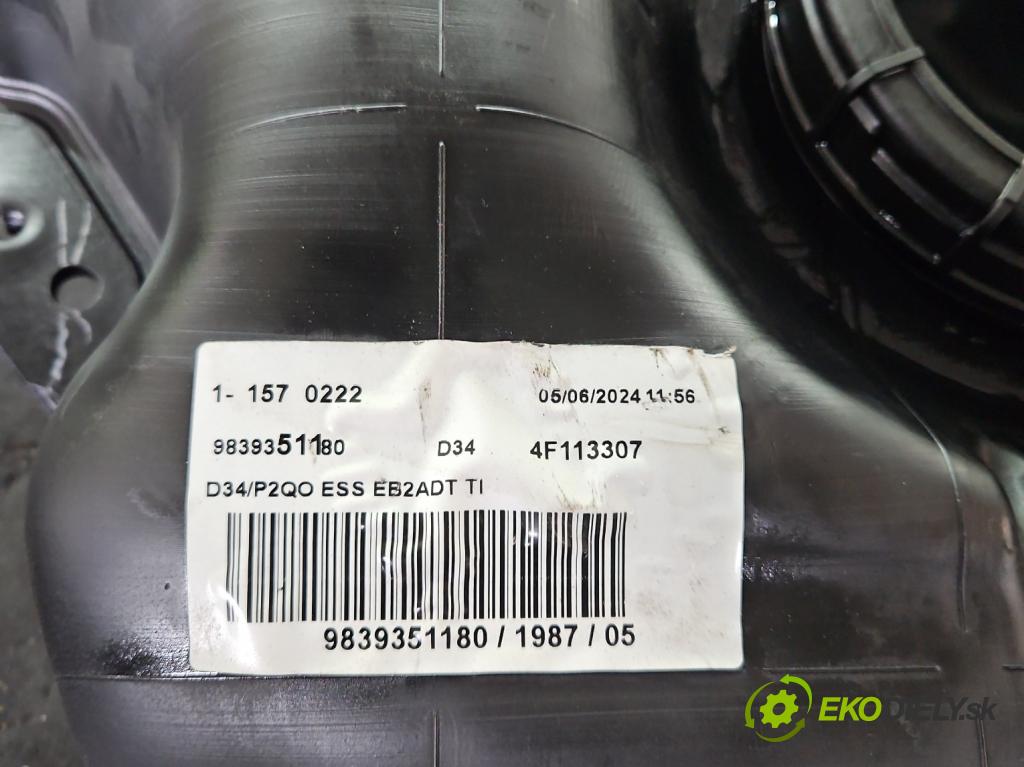 1- 157 0222 05/06/2024 11:56
9839351180 D34 4F113307
D34/P2QO ESS EB2ADT TI
9839351180 / 1987 / 05
EKODIELY.sk